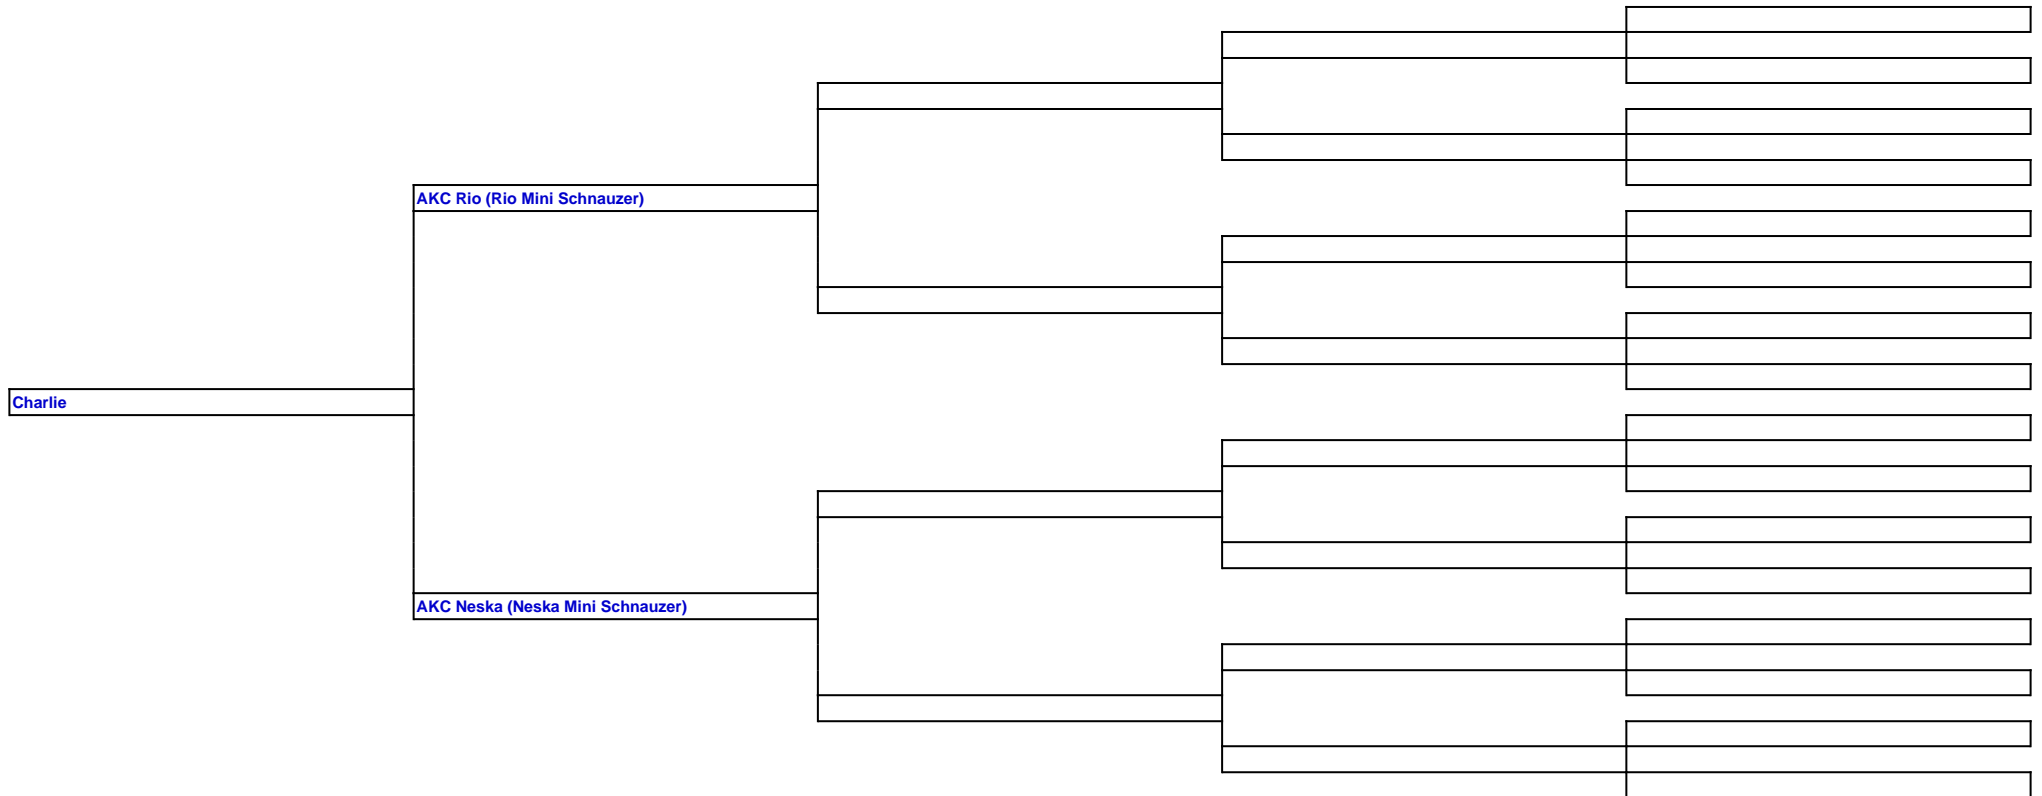 AKC Rio (Rio Mini Schnauzer)
Charlie
AKC Neska (Neska Mini Schnauzer)